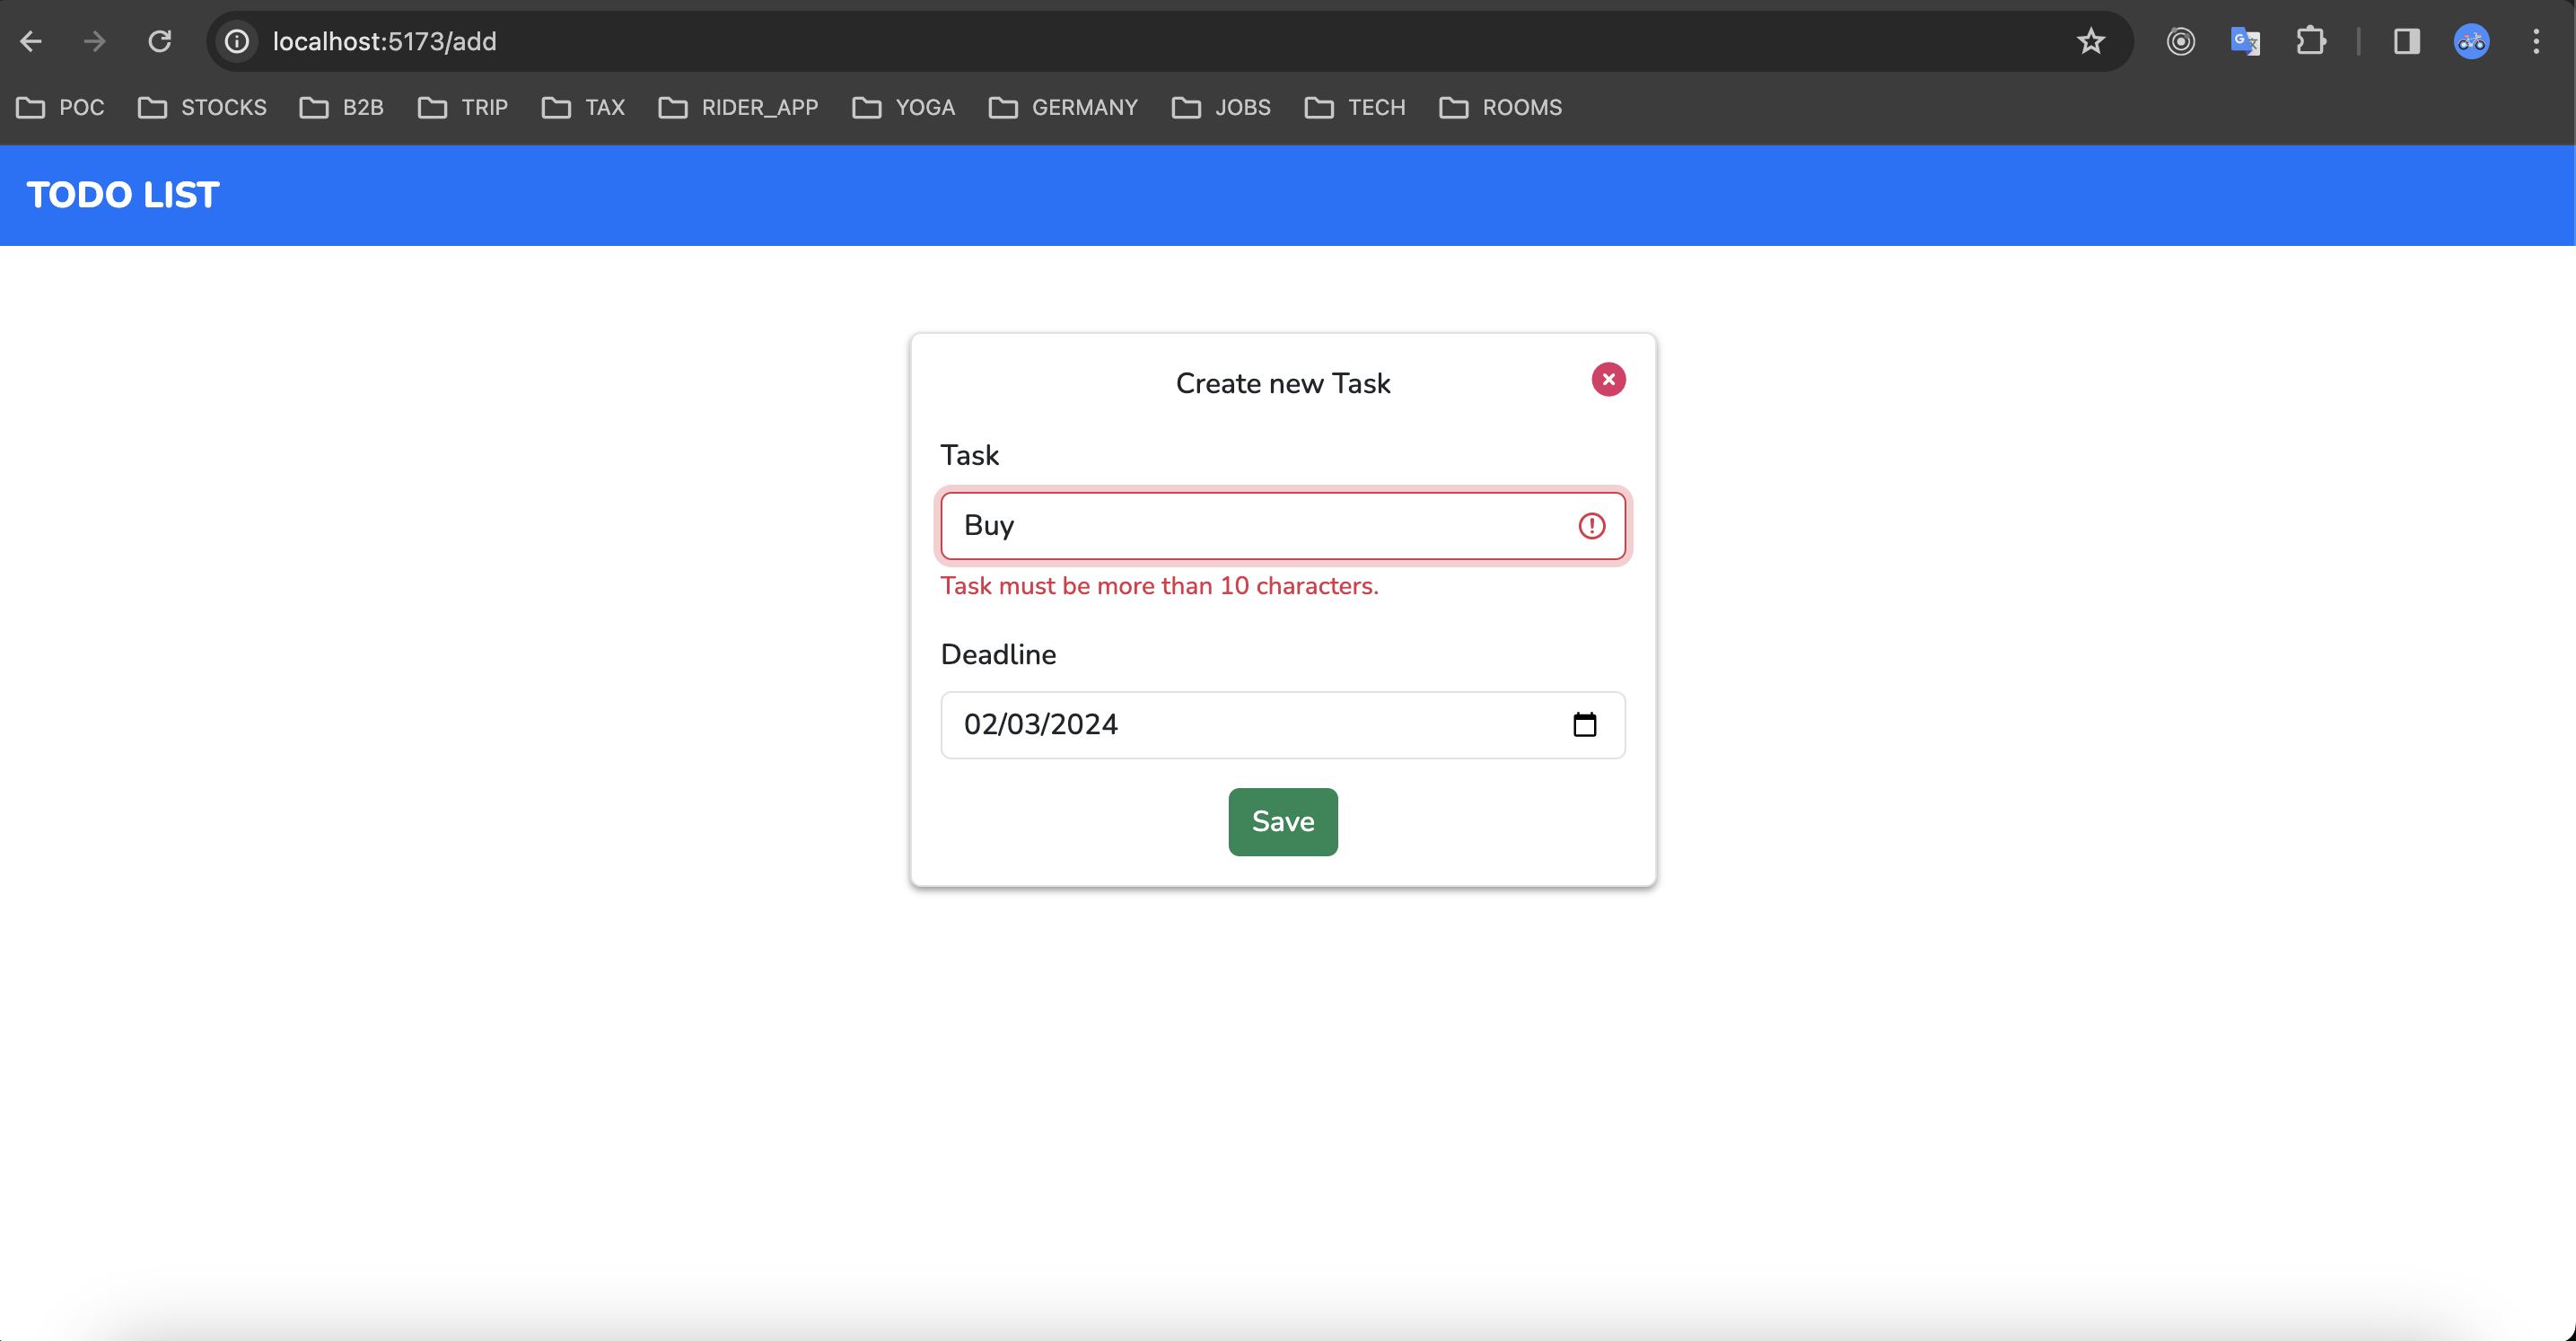 localhost:5173/add
POC STOCKS B2B TRIP TAX RIDER_APP YOGA GERMANY JOBS TECH ROOMS
TODO LIST
Create new Task
Task
Buy
Task must be more than 10 characters.
Deadline
02/03/2024
Save